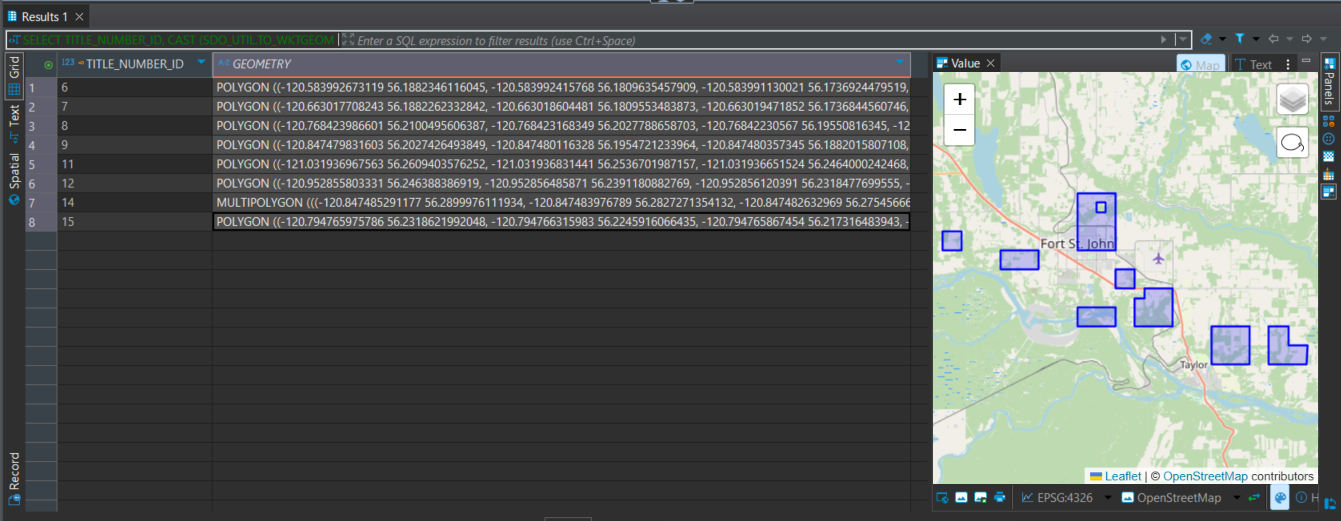 Results 1
SELECT TITLE_NUMBER_ID, CAST (SDO_UTIL.TO_WKTGEOM Enter a SQL expression to filter results (use Ctrl+Space)
Grid
Text
Spatial
Record
123 TITLE_NUMBER_ID GEOMETRY
1 6 POLYGON ((-120.583992673119 56.1882346116045, -120.583992415768 56.1809635457909, -120.583991130021 56.1736924479519,
2 7 POLYGON ((-120.663017708243 56.1882262332842, -120.663018604481 56.1809553483873, -120.663019471852 56.1736844560746,
3 8 POLYGON ((-120.768423986601 56.2100495506387, -120.768423168349 56.2027788658703, -120.76842230567 56.19550816345, -12
4 9 POLYGON ((-120.847479831603 56.2027426493849, -120.847480116328 56.1954721233964, -120.847480357345 56.1882015807108,
5 11 POLYGON ((-121.031936967563 56.2609403576252, -121.031936831441 56.2536701987157, -121.031936651524 56.2464000242468,
6 12 POLYGON ((-120.952855803331 56.246388386919, -120.952856485871 56.2391180882769, -120.952856120391 56.2318477699555, -
7 14 MULTIPOLYGON (((-120.847485291177 56.2899976111934, -120.847483976789 56.2827271354132, -120.847482632969 56.27545666
8 15 POLYGON ((-120.794765975786 56.2318621992048, -120.794766315983 56.2245916066435, -120.794765867454 56.217316483943, -
Value
Map
Text
Panels
+
−
Fort St. John
Taylor
Leaflet | © OpenStreetMap contributors
EPSG:4326 OpenStreetMap H